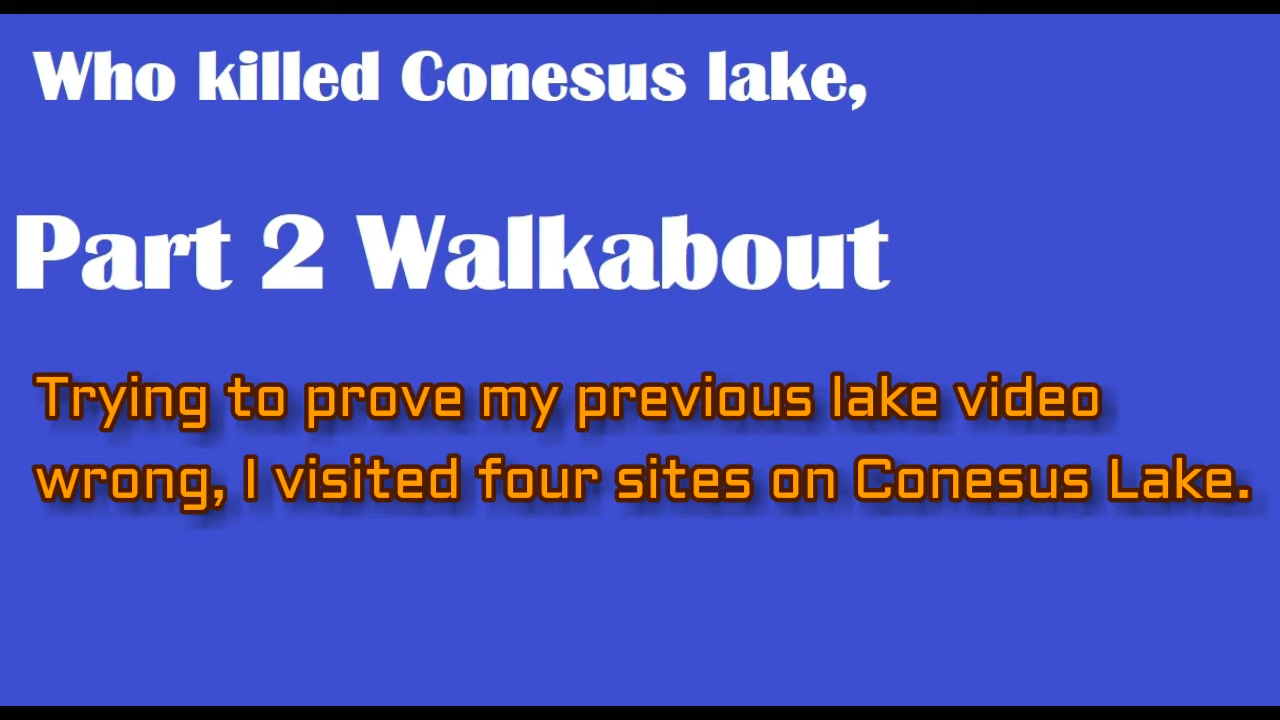 Who killed Conesus lake,
Part 2 Walkabout
Trying to prove my previous lake video
wrong, I visited four sites on Conesus Lake.